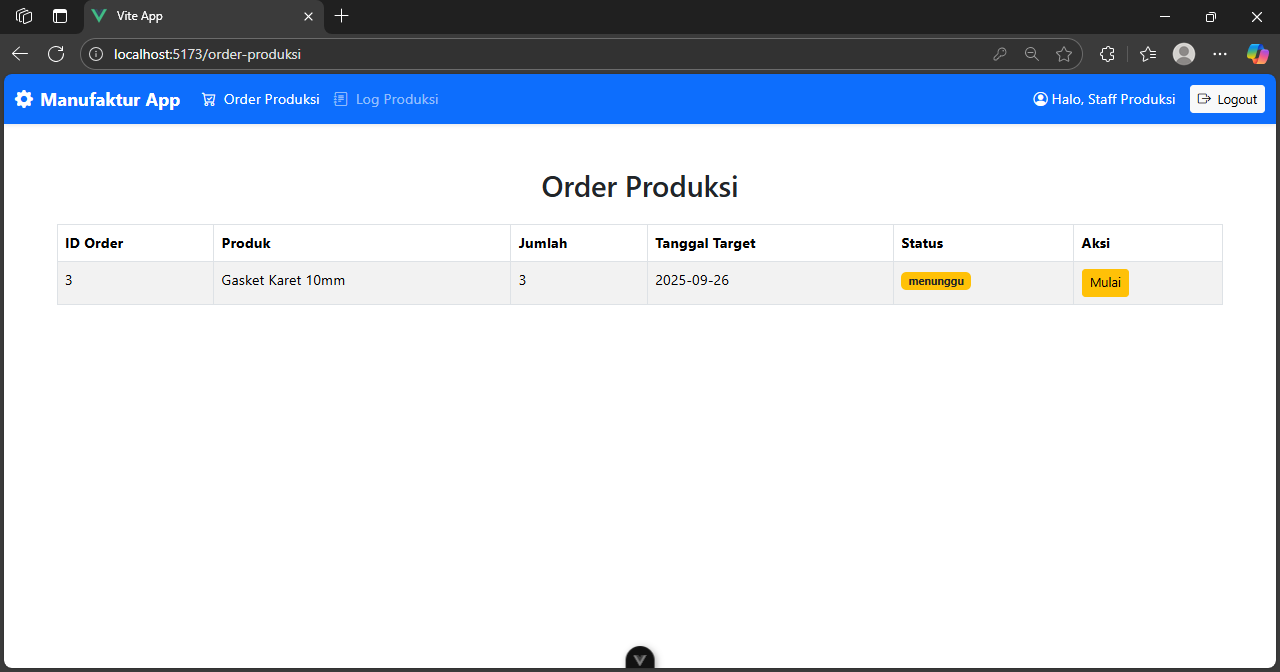 Vite App
localhost:5173/order-produksi
Manufaktur App Order Produksi Log Produksi Halo, Staff Produksi Logout
Order Produksi
ID Order Produk Jumlah Tanggal Target Status Aksi
3 Gasket Karet 10mm 3 2025-09-26 menunggu Mulai